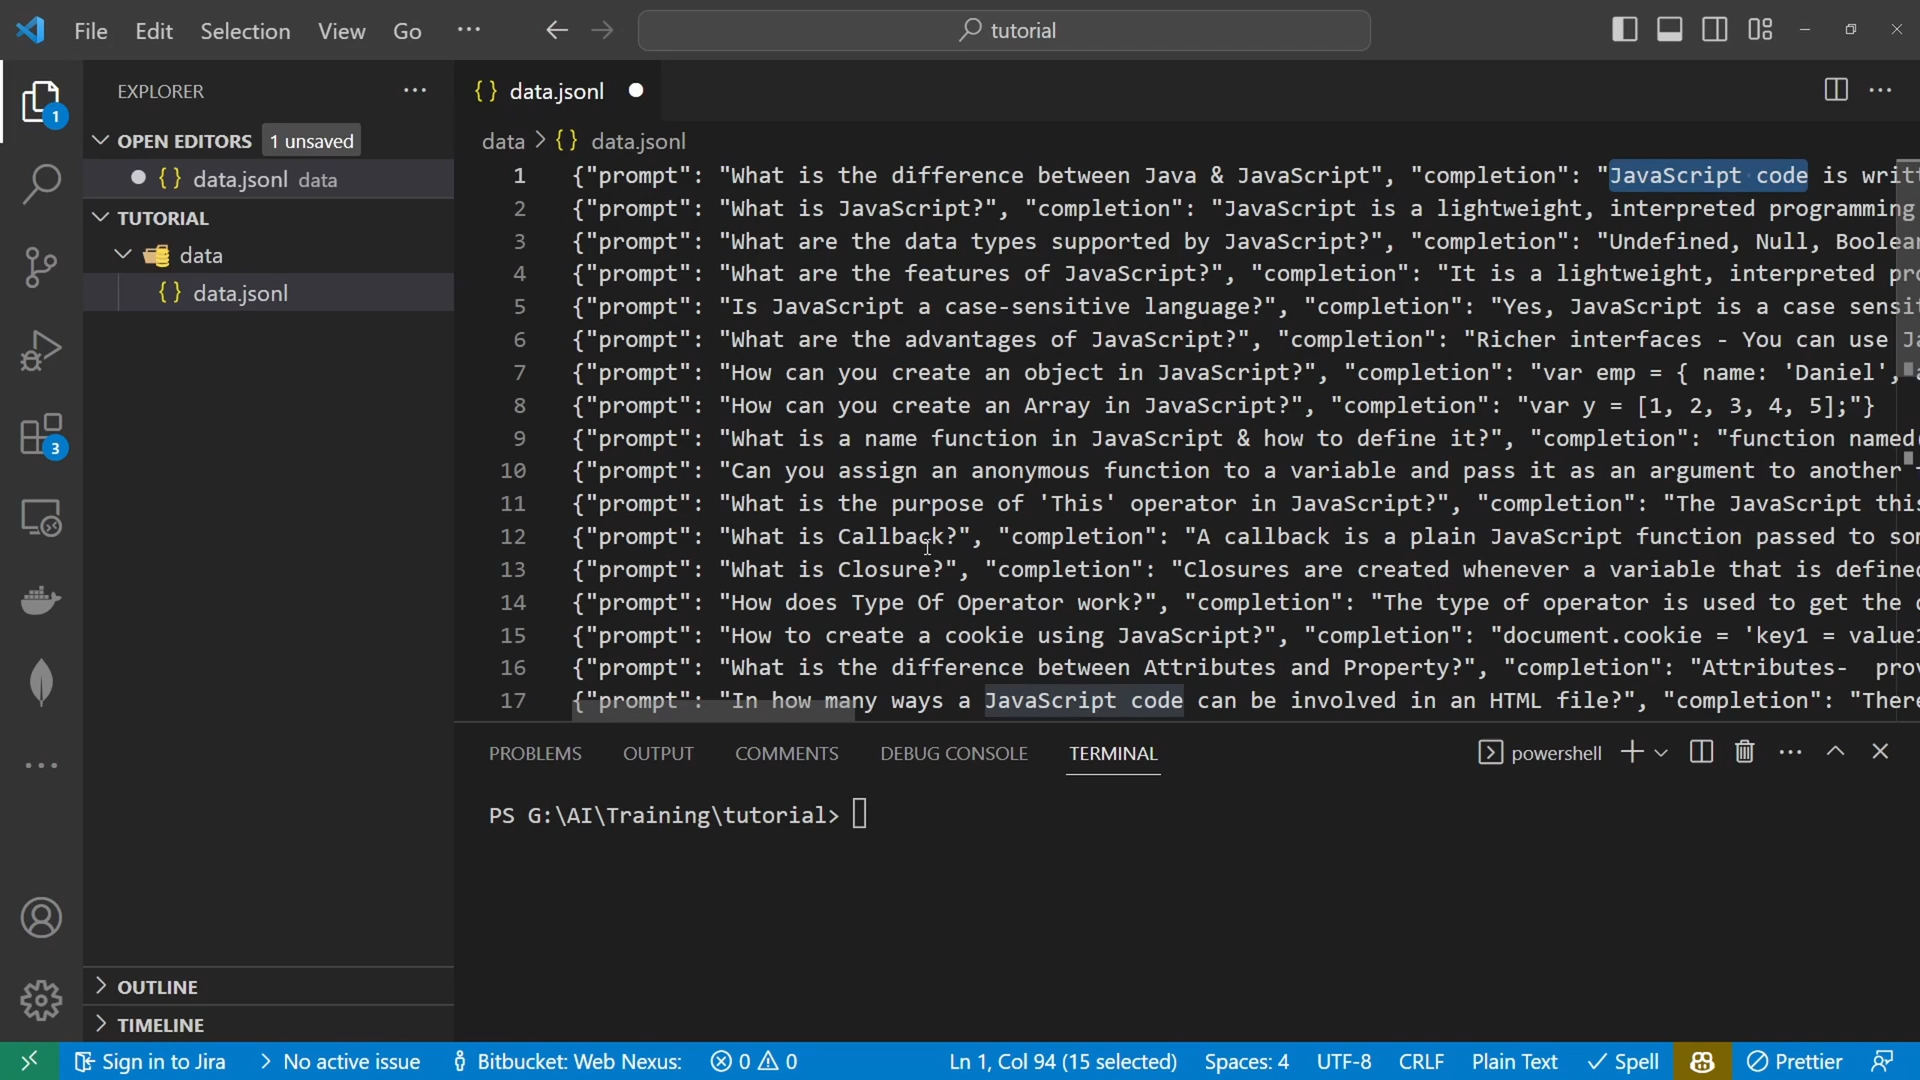 File Edit Selection View Go ··· tutorial
EXPLORER ···
data.jsonl
1
OPEN EDITORS 1 unsaved
data > {} data.jsonl
{} data.jsonl data
TUTORIAL
data
{} data.jsonl
1 {"prompt": "What is the difference between Java & JavaScript", "completion": "JavaScript code is writ
2 {"prompt": "What is JavaScript?", "completion": "JavaScript is a lightweight, interpreted programming
3 {"prompt": "What are the data types supported by JavaScript?", "completion": "Undefined, Null, Boolea
4 {"prompt": "What are the features of JavaScript?", "completion": "It is a lightweight, interpreted pr
5 {"prompt": "Is JavaScript a case-sensitive language?", "completion": "Yes, JavaScript is a case sensi
6 {"prompt": "What are the advantages of JavaScript?", "completion": "Richer interfaces - You can use
7 {"prompt": "How can you create an object in JavaScript?", "completion": "var emp = { name: 'Daniel',
8 {"prompt": "How can you create an Array in JavaScript?", "completion": "var y = [1, 2, 3, 4, 5];"}
9 {"prompt": "What is a name function in JavaScript & how to define it?", "completion": "function named
10 {"prompt": "Can you assign an anonymous function to a variable and pass it as an argument to another
11 {"prompt": "What is the purpose of 'This' operator in JavaScript?", "completion": "The JavaScript this
12 {"prompt": "What is Callback?", "completion": "A callback is a plain JavaScript function passed to so
13 {"prompt": "What is Closure?", "completion": "Closures are created whenever a variable that is define
14 {"prompt": "How does Type Of Operator work?", "completion": "The type of operator is used to get the
15 {"prompt": "How to create a cookie using JavaScript?", "completion": "document.cookie = 'key1 = value1
16 {"prompt": "What is the difference between Attributes and Property?", "completion": "Attributes- prov
17 {"prompt": "In how many ways a JavaScript code can be involved in an HTML file?", "completion": "There
3
PROBLEMS OUTPUT COMMENTS DEBUG CONSOLE TERMINAL powershell
PS G:\AI\Training\tutorial>
OUTLINE
TIMELINE
Sign in to Jira No active issue Bitbucket: Web Nexus: 0 0 Ln 1, Col 94 (15 selected) Spaces: 4 UTF-8 CRLF Plain Text Spell Prettier